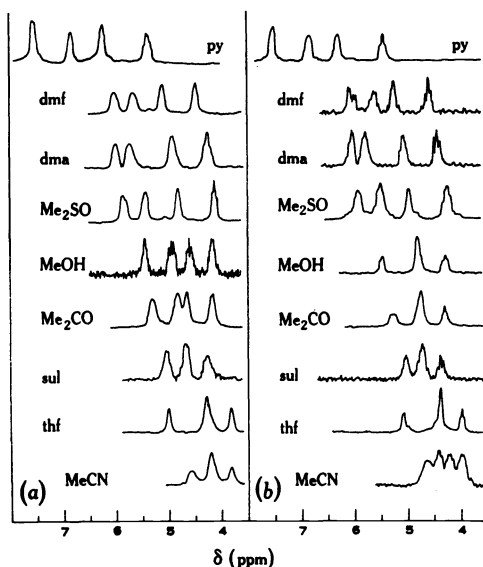 py
py
dmf
dmf
dma
dma
Me₂SO
Me₂SO
MeOH
MeOH
Me₂CO
Me₂CO
sul
sul
thf
thf
(a)
MeCN
(b)
MeCN
7 6 5 4
7 6 5 4
δ (ppm)